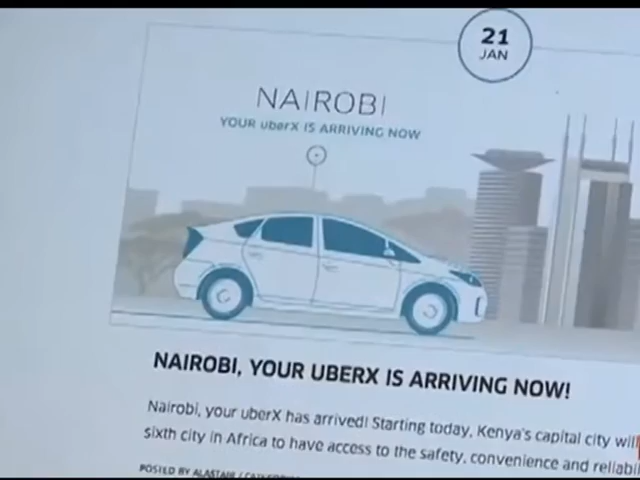 21
JAN
NAIROBI
YOUR uberX IS ARRIVING NOW
NAIROBI, YOUR UBERX IS ARRIVING NOW!
Nairobi, your uberX has arrived! Starting today, Kenya's capital city will
sixth city in Africa to have access to the safety, convenience and
POSTED BY